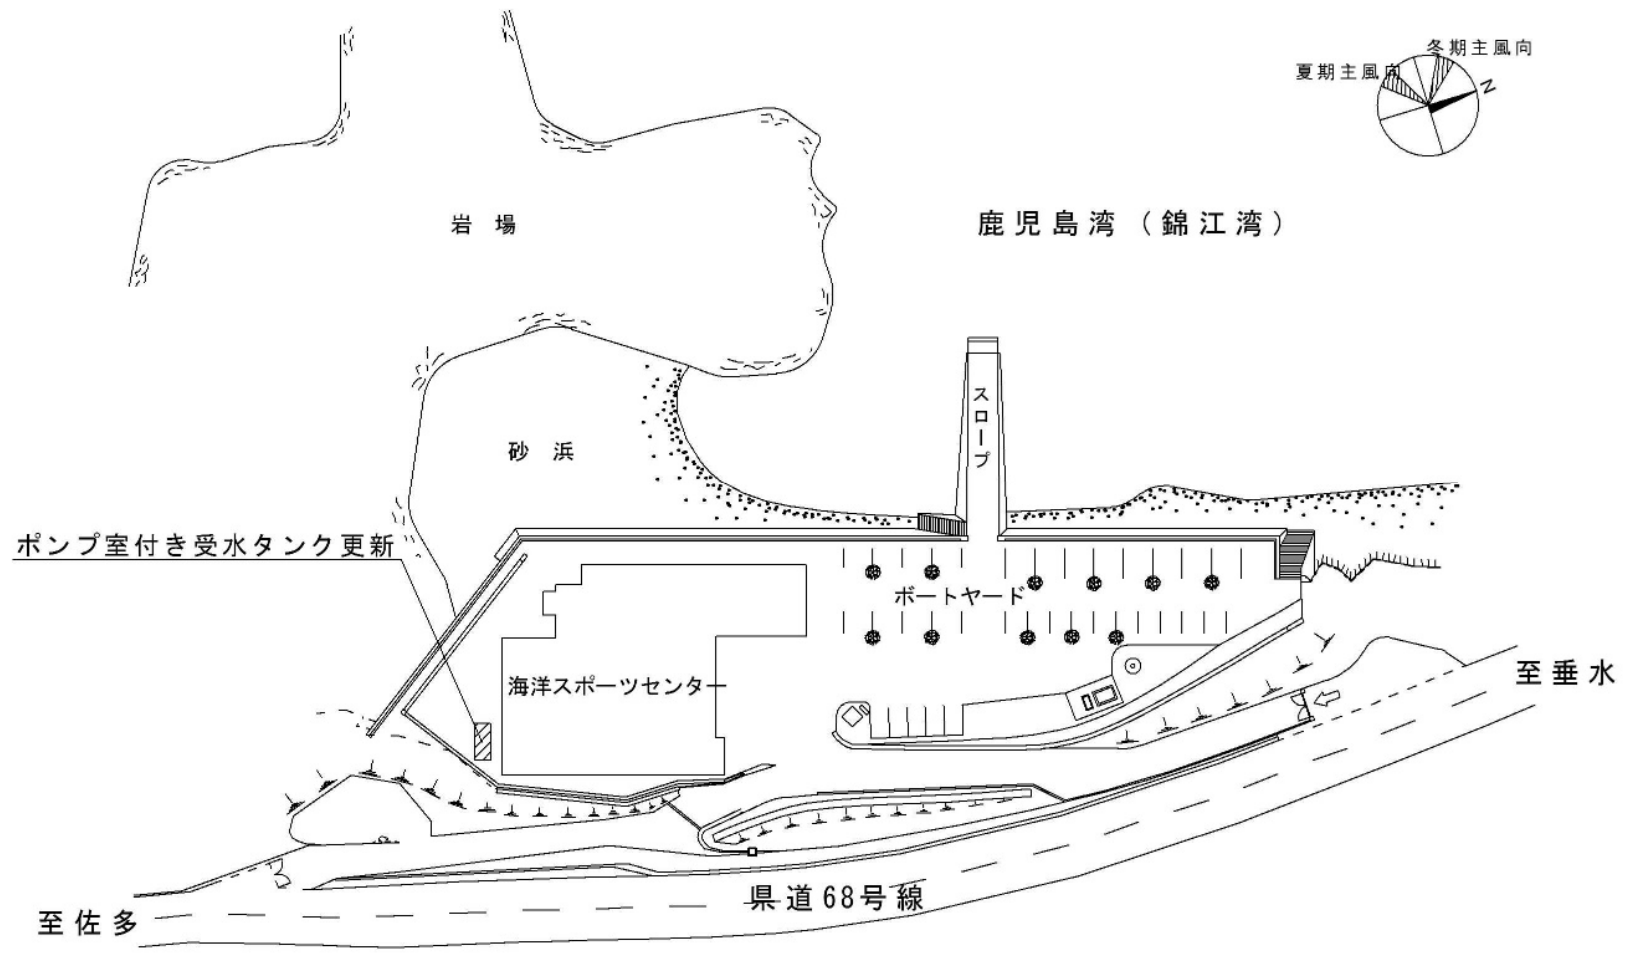 冬期主風向
夏期主風向
N
岩場
鹿児島湾（錦江湾）
スロープ
砂浜
ポンプ室付き受水タンク更新
ボートヤード
海洋スポーツセンター
至垂水
県道68号線
至佐多